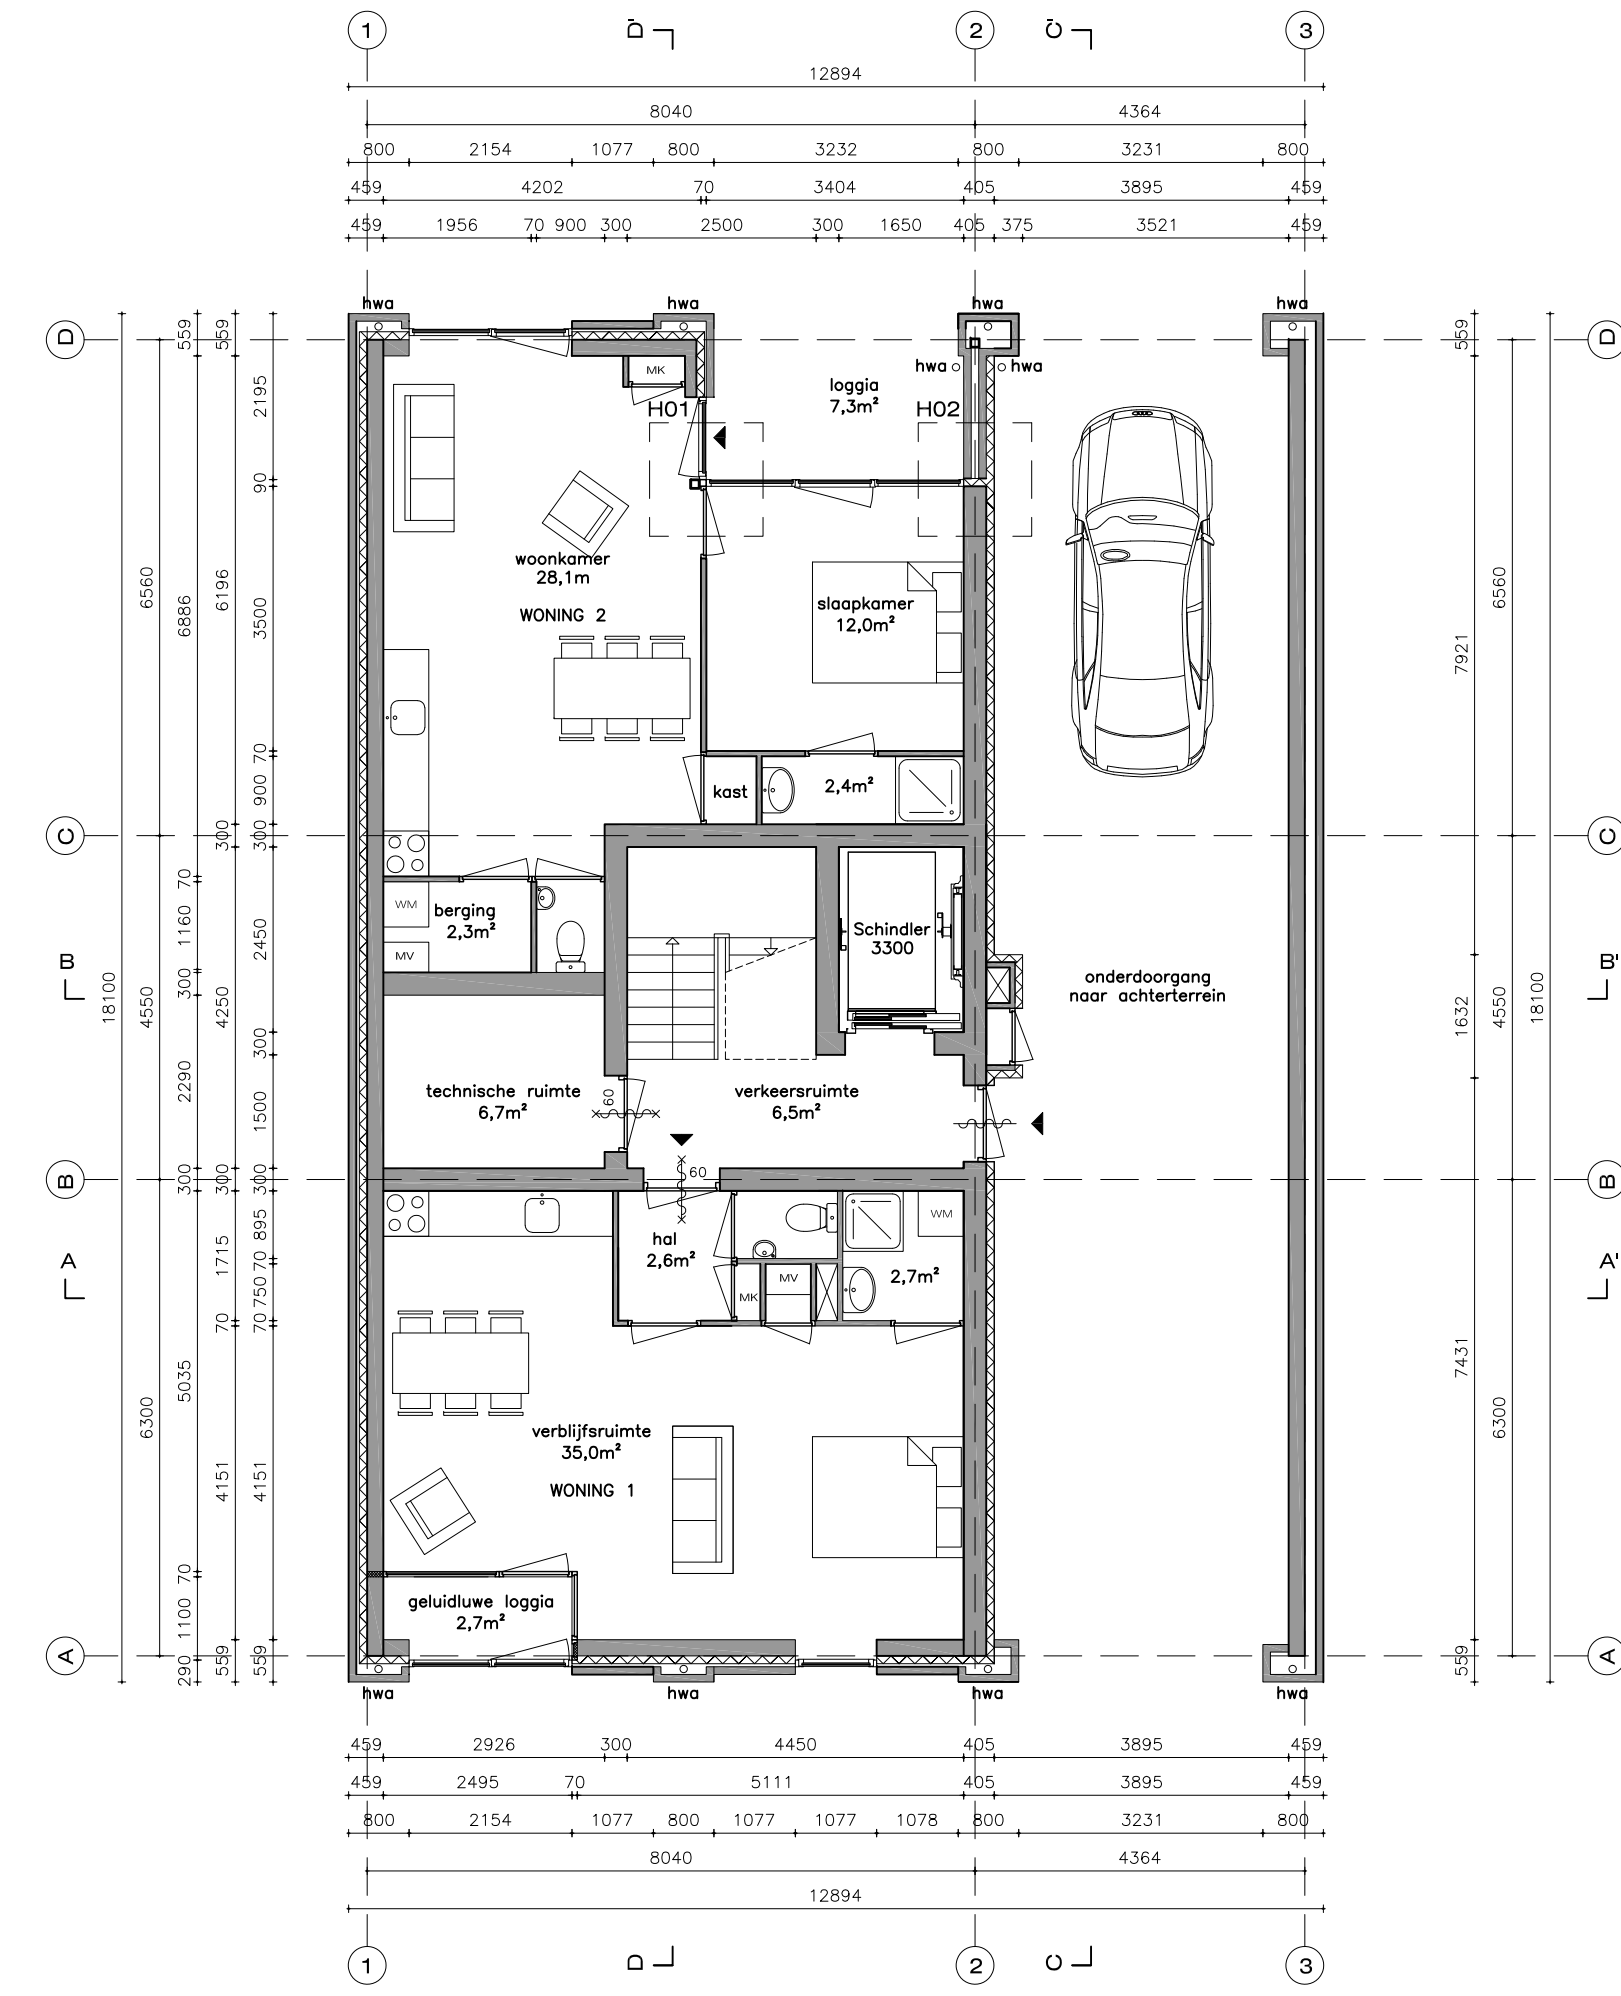 1 D' 2 C' 3
12894
8040 4364
800 2154 1077 800 3232 800 3231 800
459 4202 70 3404 405 3895 459
459 1956 70 900 300 2500 300 1650 405 375 3521 459
hwa hwa hwa hwa
D D
559 559 559
MK
hwa hwa
loggia
7,3m²
2195
H01 H02
90
woonkamer
28,1m
WONING 2
slaapkamer
12,0m²
6560 6886 6196 3500 7921 6560
70
900
kast 2,4m²
C C
300 300
70
WM berging
2,3m²
MV
1160
2450
Schindler
3300
B B'
300
onderdoorgang
naar achterterrein
18100 4550 4250 1632 4550 18100
300
2290
1500
technische ruimte
6,7m²
60
verkeersruimte
6,5m²
60
B B
300 300 300
895
1715
70
750
hal
2,6m²
WM
2,7m²
MK MV
A A'
70 70
5035
6300 7431 6300
verblijfsruimte
35,0m²
WONING 1
4151 4151
70
1100
geluidluwe loggia
2,7m²
A A
290 559 559 559
hwa hwa hwa hwa
459 2926 300 4450 405 3895 459
459 2495 70 5111 405 3895 459
800 2154 1077 800 1077 1077 1078 800 3231 800
8040 4364
12894
1 D 2 C 3